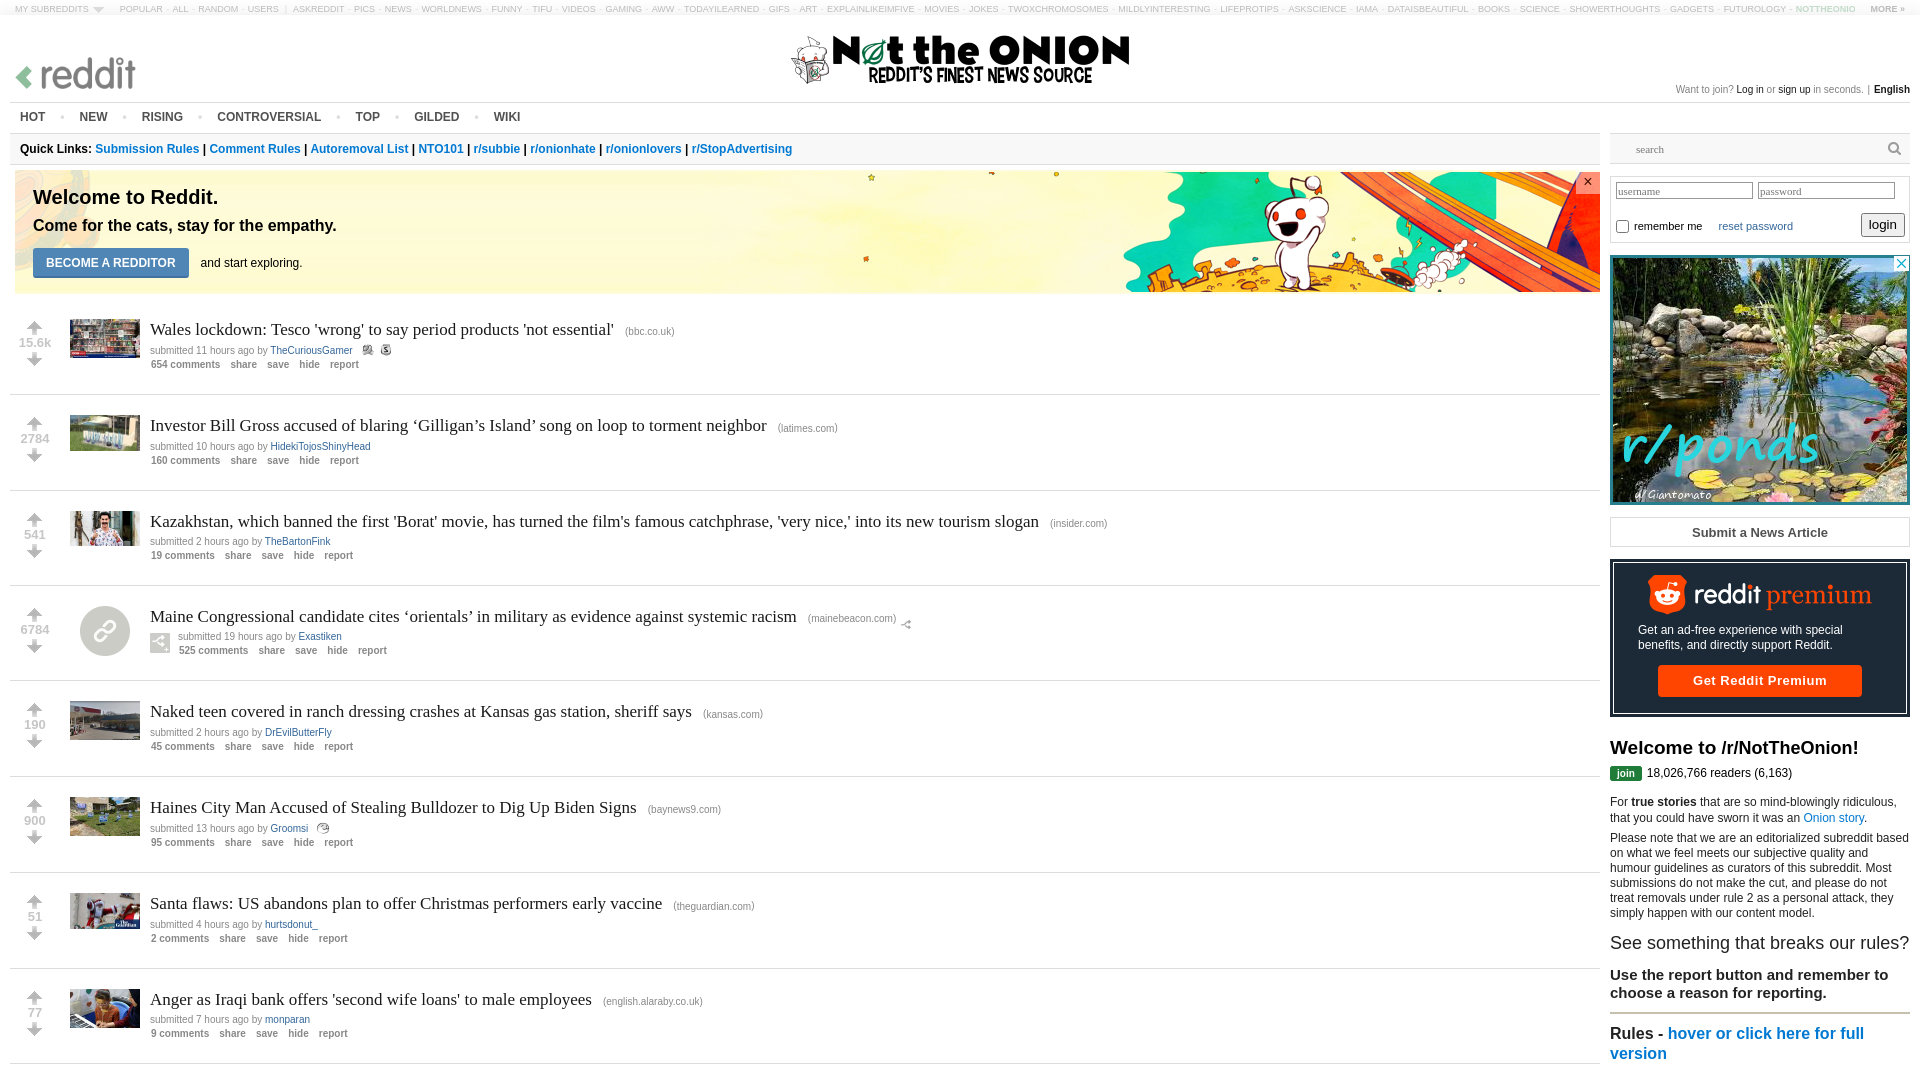 MY SUBREDDITS POPULAR - ALL - RANDOM - USERS | ASKREDDIT - PICS - NEWS - WORLDNEWS - FUNNY - TIFU - VIDEOS - GAMING - AWW - TODAYILEARNED - GIFS - ART - EXPLAINLIKEIMFIVE - MOVIES - JOKES - TWOXCHROMOSOMES - MILDLYINTERESTING - LIFEPROTIPS - ASKSCIENCE - IAMA - DATAISBEAUTIFUL - BOOKS - SCIENCE - SHOWERTHOUGHTS - GADGETS - FUTUROLOGY - NOTTHEONION MORE »
reddit
Not the ONION
REDDIT'S FINEST NEWS SOURCE
Want to join? Log in or sign up in seconds. | English
HOT • NEW • RISING • CONTROVERSIAL • TOP • GILDED • WIKI
Quick Links: Submission Rules | Comment Rules | Autoremoval List | NTO101 | r/subbie | r/onionhate | r/onionlovers | r/StopAdvertising
Welcome to Reddit.
Come for the cats, stay for the empathy.
BECOME A REDDITOR and start exploring.
15.6k
Wales lockdown: Tesco 'wrong' to say period products 'not essential' (bbc.co.uk)
submitted 11 hours ago by TheCuriousGamer
654 comments share save hide report
2784
Investor Bill Gross accused of blaring ‘Gilligan’s Island’ song on loop to torment neighbor (latimes.com)
submitted 10 hours ago by HidekiTojosShinyHead
160 comments share save hide report
541
Kazakhstan, which banned the first 'Borat' movie, has turned the film's famous catchphrase, 'very nice,' into its new tourism slogan (insider.com)
submitted 2 hours ago by TheBartonFink
19 comments share save hide report
6784
Maine Congressional candidate cites ‘orientals’ in military as evidence against systemic racism (mainebeacon.com)
submitted 19 hours ago by Exastiken
525 comments share save hide report
190
Naked teen covered in ranch dressing crashes at Kansas gas station, sheriff says (kansas.com)
submitted 2 hours ago by DrEvilButterFly
45 comments share save hide report
900
Haines City Man Accused of Stealing Bulldozer to Dig Up Biden Signs (baynews9.com)
submitted 13 hours ago by Groomsi
95 comments share save hide report
51
Santa flaws: US abandons plan to offer Christmas performers early vaccine (theguardian.com)
submitted 4 hours ago by hurtsdonut_
2 comments share save hide report
77
Anger as Iraqi bank offers 'second wife loans' to male employees (english.alaraby.co.uk)
submitted 7 hours ago by monparan
9 comments share save hide report
search
username password
remember me reset password login
r/ponds
u/Giantomato
Submit a News Article
reddit premium
Get an ad-free experience with special
benefits, and directly support Reddit.
Get Reddit Premium
Welcome to /r/NotTheOnion!
join 18,026,766 readers (6,163)
For true stories that are so mind-blowingly ridiculous,
that you could have sworn it was an Onion story.
Please note that we are an editorialized subreddit based
on what we feel meets our subjective quality and
humour guidelines as curators of this subreddit. Most
submissions do not make the cut, and please do not
treat removals under rule 2 as a personal attack, they
simply happen with our content model.
See something that breaks our rules?
Use the report button and remember to
choose a reason for reporting.
Rules - hover or click here for full
version